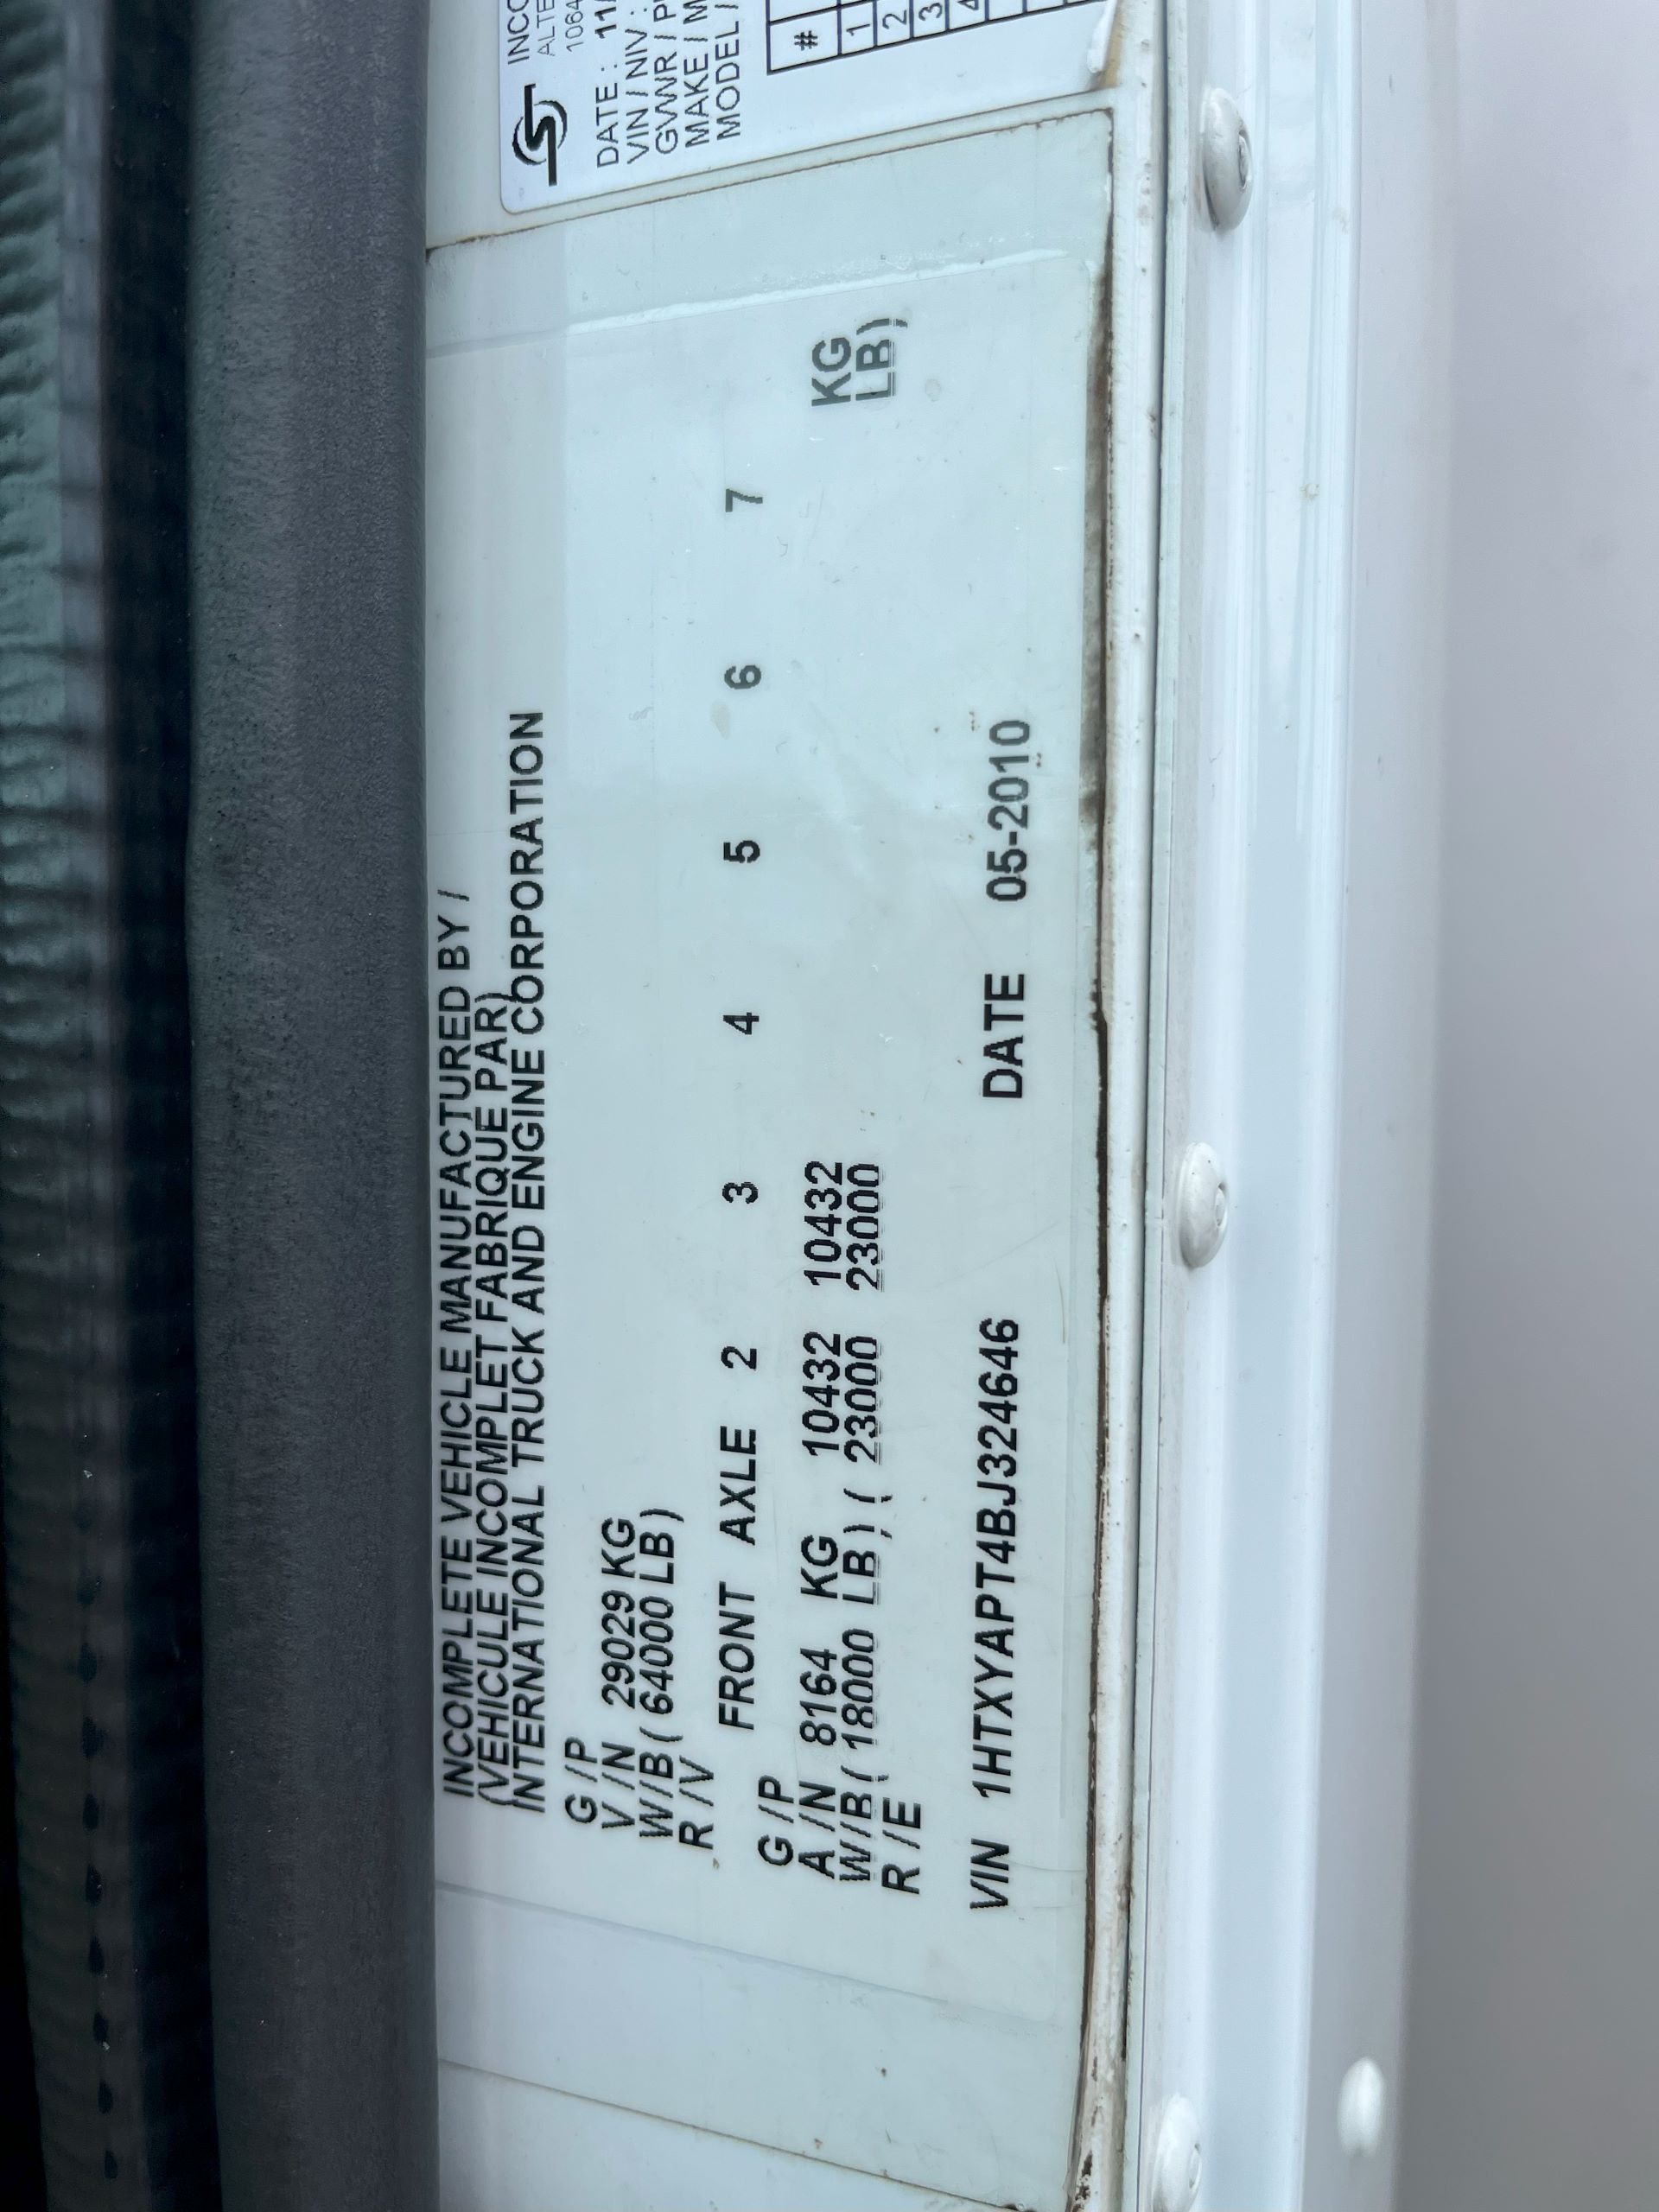 INCOMPLETE VEHICLE MANUFACTURED BY /
(VEHICULE INCOMPLET FABRIQUE PAR)
INTERNATIONAL TRUCK AND ENGINE CORPORATION
G / P
V / N 29029 KG
W / B ( 64000 LB )
R / V
FRONT AXLE 2 3 4 5 6 7
G / P
A / N 8164 KG 10432 10432 KG
W / B ( 18000 LB ) ( 23000 23000 LB )
R / E
VIN 1HTXYAPT4BJ324646 DATE 05-2010
DATE : 11/
VIN / NIV :
GVWR /
MAKE /
MODEL /
#
1
2
3
4